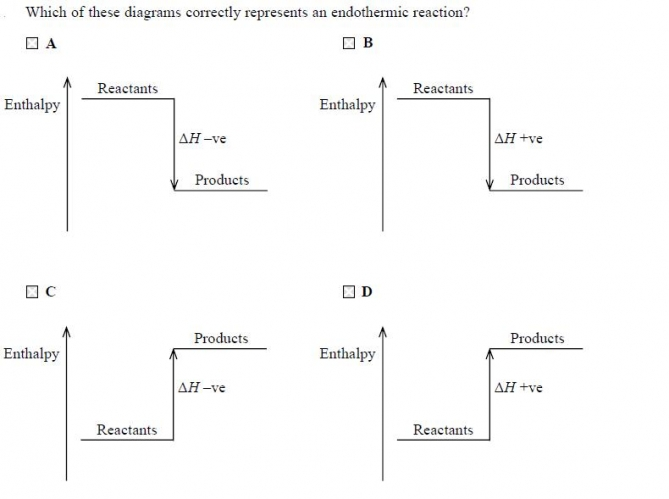 Which of these diagrams correctly represents an endothermic reaction?
A
B
Reactants
Enthalpy
ΔH –ve
Products
Reactants
Enthalpy
ΔH +ve
Products
C
D
Products
Enthalpy
ΔH –ve
Reactants
Products
Enthalpy
ΔH +ve
Reactants